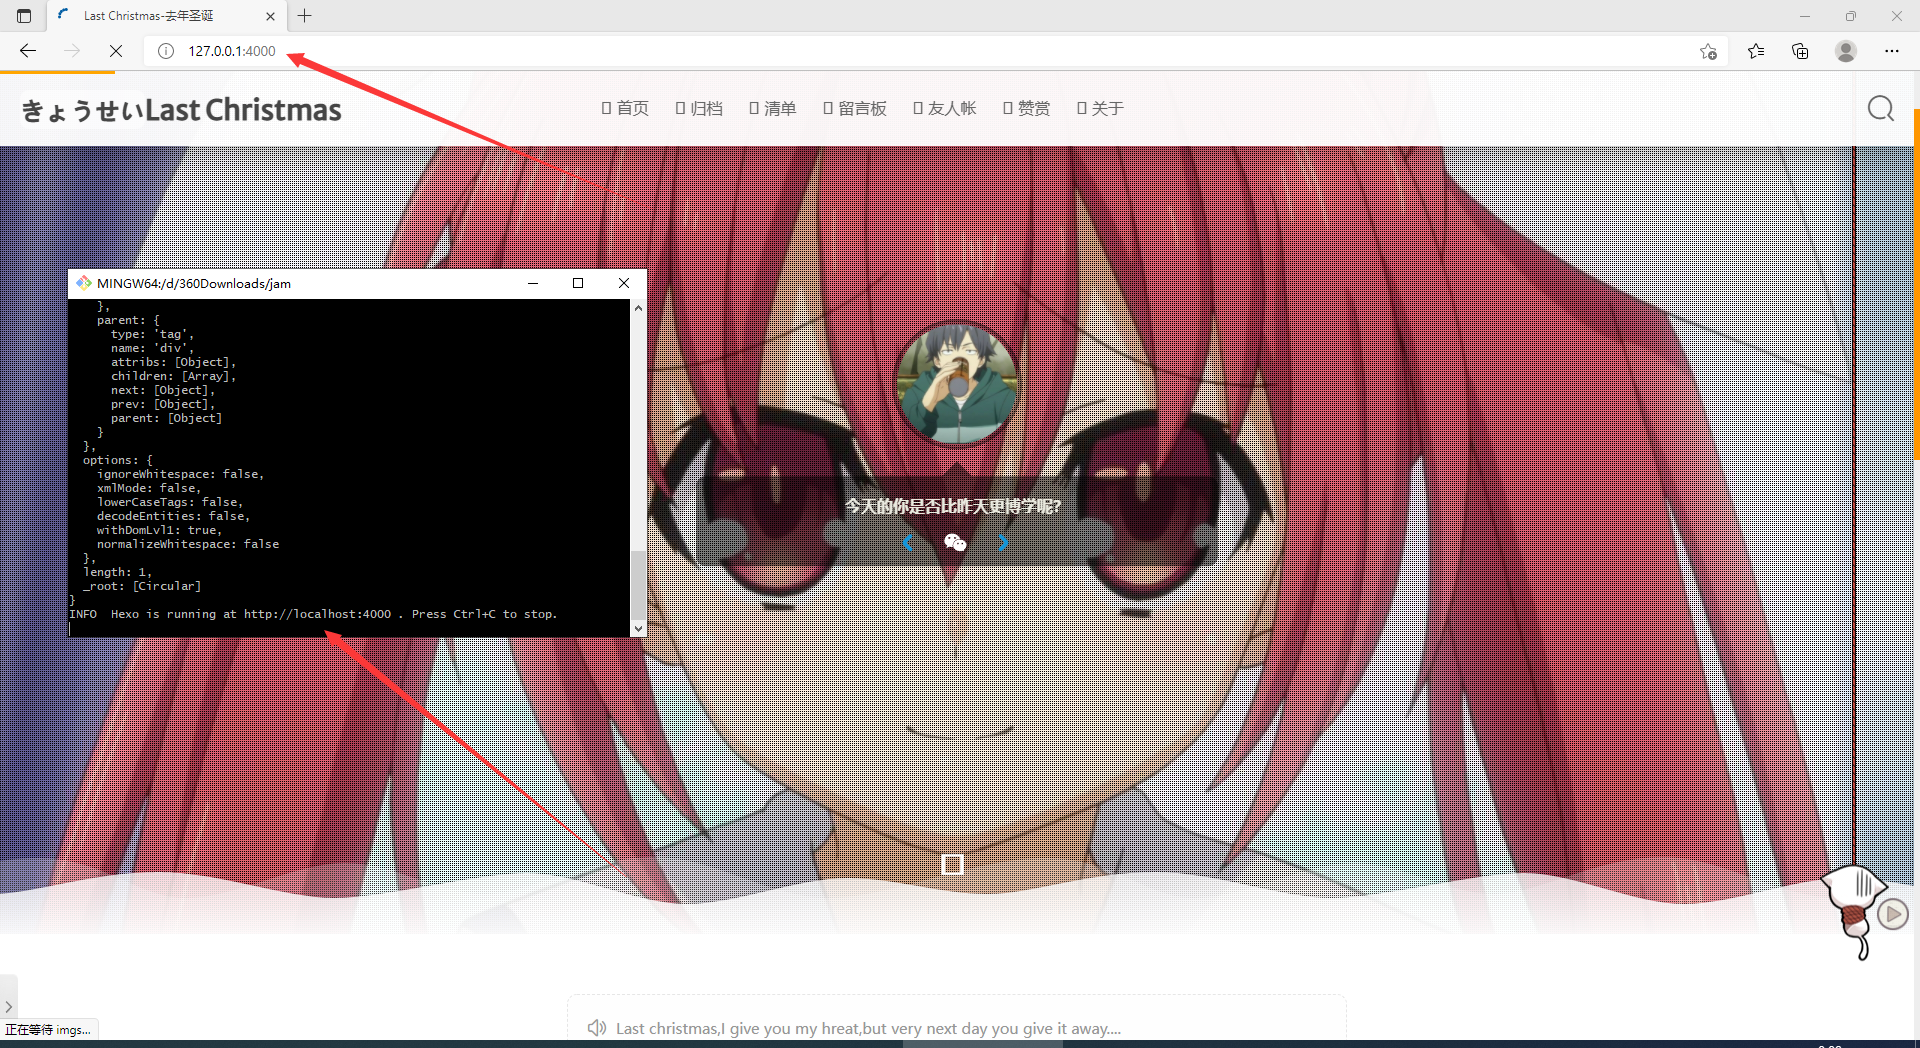 Last Christmas-去年圣诞
127.0.0.1:4000
きょうせいLast Christmas
首页 归档 清单 留言板 友人帐 赞赏 关于
MINGW64:/d/360Downloads/jam
},
parent: {
type: 'tag',
name: 'div',
attribs: [Object],
children: [Array],
next: [Object],
prev: [Object],
parent: [Object]
}
},
options: {
ignoreWhitespace: false,
xmlMode: false,
lowerCaseTags: false,
decodeEntities: false,
withDomLvl1: true,
normalizeWhitespace: false
},
length: 1,
_root: [Circular]
}
INFO  Hexo is running at http://localhost:4000 . Press Ctrl+C to stop.
今天的你是否比昨天更博学呢?
正在等待 imgs...
Last christmas,I give you my hreat,but very next day you give it away....